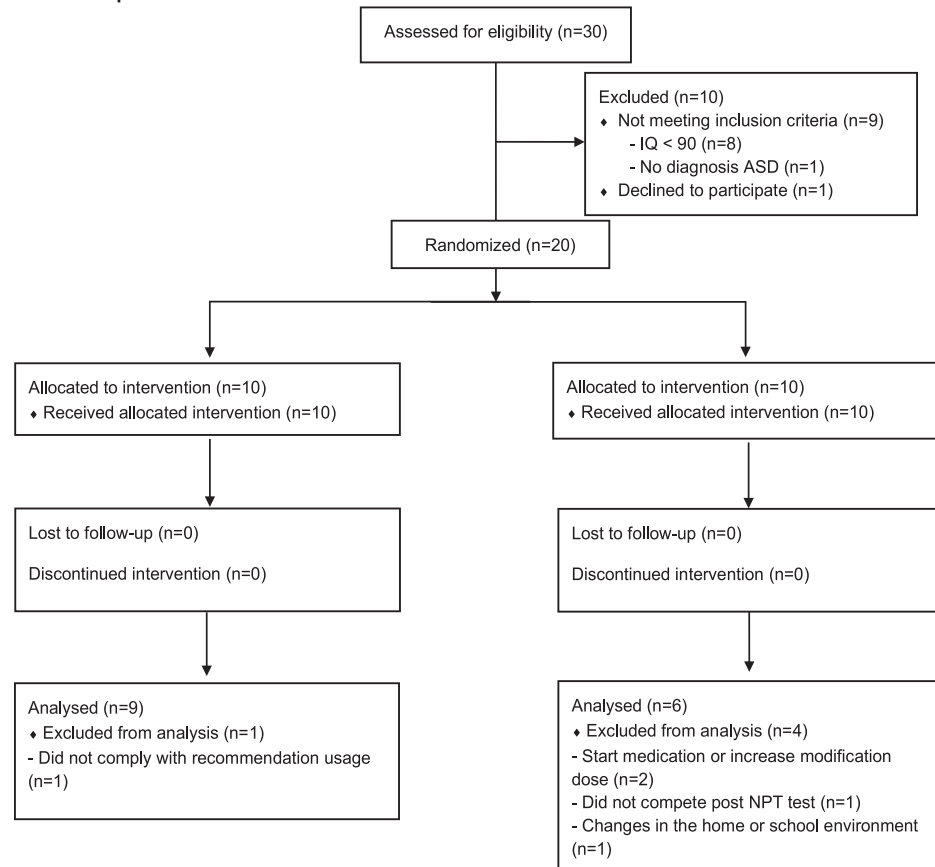 Assessed for eligibility (n=30)
Excluded (n=10)
♦ Not meeting inclusion criteria (n=9)
- IQ < 90 (n=8)
- No diagnosis ASD (n=1)
♦ Declined to participate (n=1)
Randomized (n=20)
Allocated to intervention (n=10)
♦ Received allocated intervention (n=10)
Allocated to intervention (n=10)
♦ Received allocated intervention (n=10)
Lost to follow-up (n=0)
Discontinued intervention (n=0)
Lost to follow-up (n=0)
Discontinued intervention (n=0)
Analysed (n=9)
♦ Excluded from analysis (n=1)
- Did not comply with recommendation usage
(n=1)
Analysed (n=6)
♦ Excluded from analysis (n=4)
- Start medication or increase modification
dose (n=2)
- Did not compete post NPT test (n=1)
- Changes in the home or school environment
(n=1)